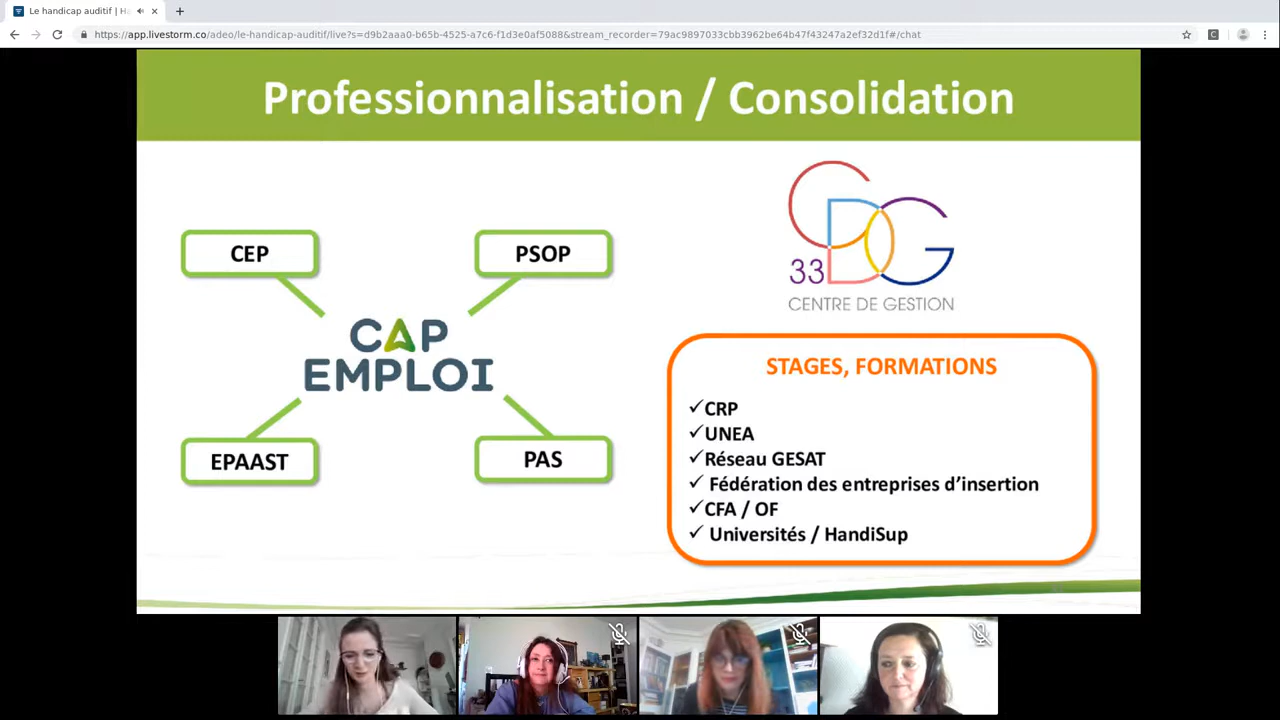 Le handicap auditif | Ha
https://app.livestorm.co/adeo/le-handicap-auditif/live?s=d9b2aaa0-b65b-4525-a7c6-f1d3e0af5088&stream_recorder=79ac9897033cbb3962be64b47f43247a2ef32d1f#/chat
Professionnalisation / Consolidation
CEP
PSOP
CAP
EMPLOI
EPAAST
PAS
CDG
33
CENTRE DE GESTION
STAGES, FORMATIONS
✓CRP
✓UNEA
✓Réseau GESAT
✓ Fédération des entreprises d’insertion
✓CFA / OF
✓ Universités / HandiSup